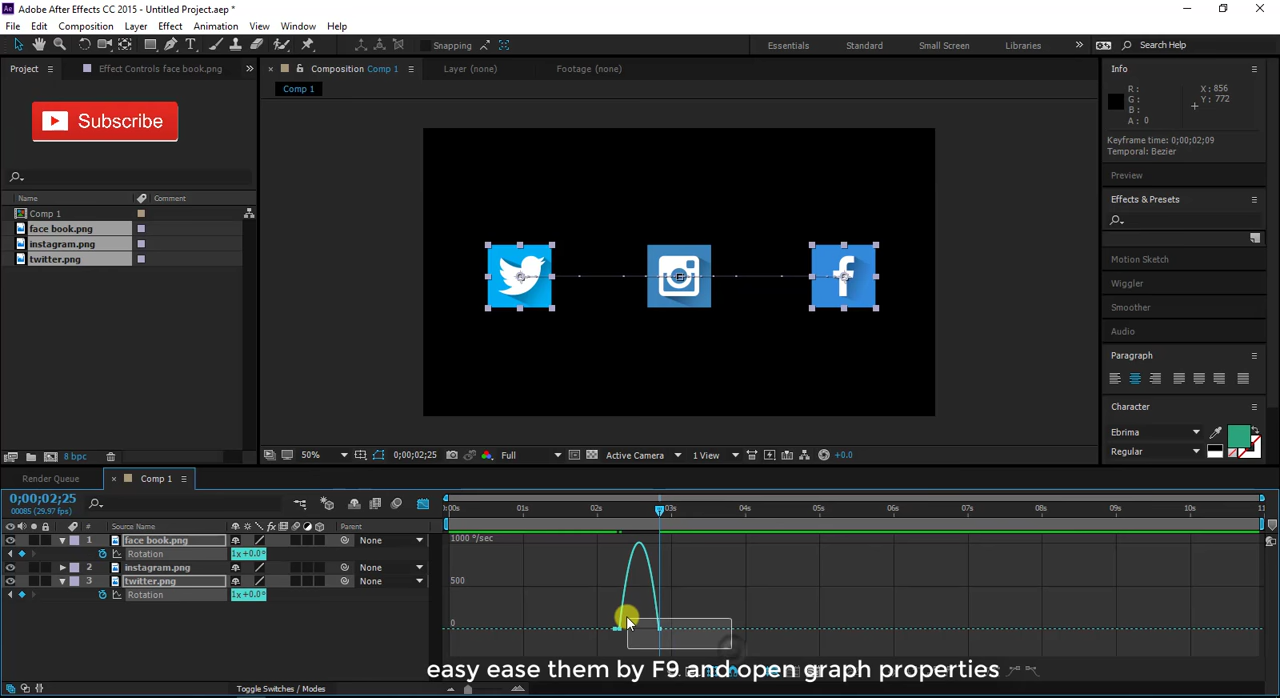 Adobe After Effects CC 2015 - Untitled Project.aep *
File Edit Composition Layer Effect Animation View Window Help
Snapping
Essentials Standard Small Screen Libraries Search Help
Project Effect Controls face book.png
Composition Comp 1 Layer (none) Footage (none)
Comp 1
Subscribe
Name Comment
Comp 1
face book.png
instagram.png
twitter.png
8 bpc
50% 0;00;02;25 Full Active Camera 1 View +0.0
Info
R : X : 856
G : Y : 772
B :
A : 0
Keyframe time: 0;00;02;09
Temporal: Bezier
Preview
Effects & Presets
Motion Sketch
Wiggler
Smoother
Audio
Paragraph
Character
Ebrima
Regular
Render Queue Comp 1
0;00;02;25
00085 (29.97 fps)
# Source Name Parent
1 face book.png None
Rotation 1x+0.0°
2 instagram.png None
3 twitter.png None
Rotation 1x+0.0°
:00s 01s 02s 03s 04s 05s 06s 07s 08s 09s 10s 11
1000 °/sec
500
0
easy ease them by F9 and open graph properties
Toggle Switches / Modes